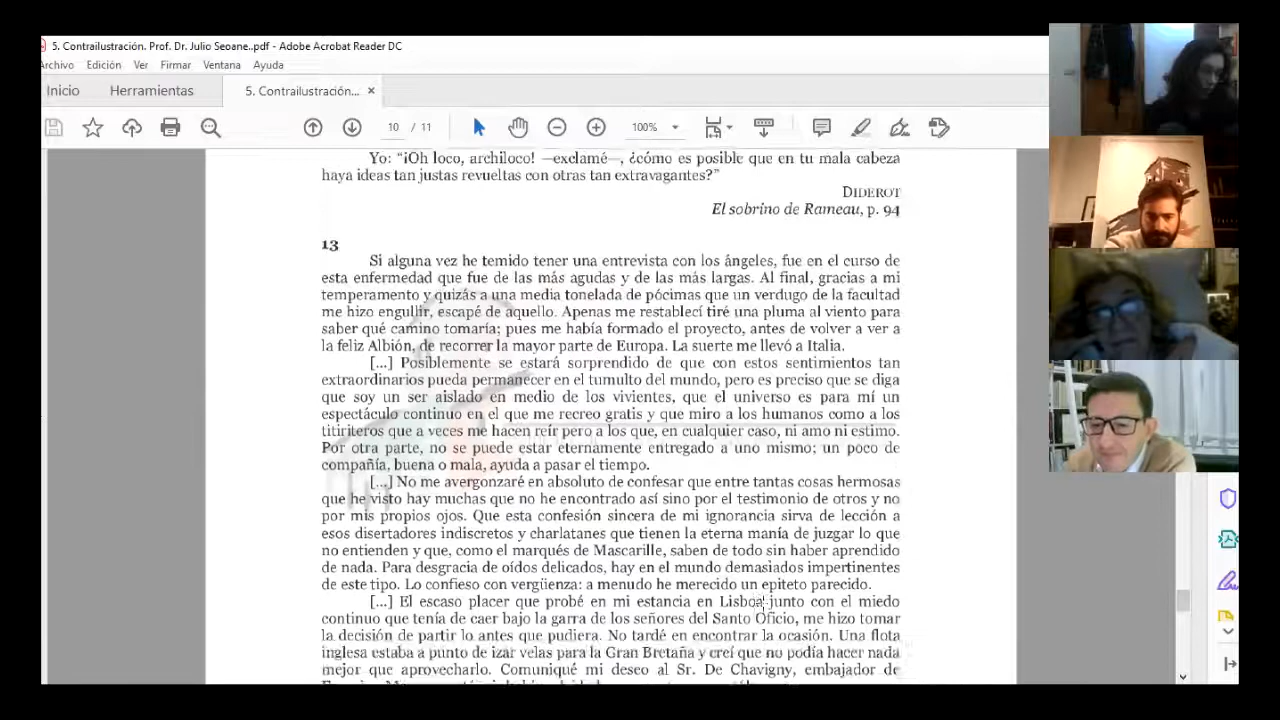 5. Contrailustración. Prof. Dr. Julio Seoane..pdf - Adobe Acrobat Reader DC
Archivo Edición Ver Firmar Ventana Ayuda
Inicio Herramientas 5. Contrailustración....
10 / 11 100%
Yo: “¡Oh loco, archiloco! —exclamé—, ¿cómo es posible que en tu mala cabeza
haya ideas tan justas revueltas con otras tan extravagantes?”
DIDEROT
El sobrino de Rameau, p. 94
13
Si alguna vez he temido tener una entrevista con los ángeles, fue en el curso de
esta enfermedad que fue de las más agudas y de las más largas. Al final, gracias a mi
temperamento y quizás a una media tonelada de pócimas que un verdugo de la facultad
me hizo engullir, escapé de aquello. Apenas me restablecí tiré una pluma al viento para
saber qué camino tomaría; pues me había formado el proyecto, antes de volver a ver a
la feliz Albión, de recorrer la mayor parte de Europa. La suerte me llevó a Italia.
[...] Posiblemente se estará sorprendido de que con estos sentimientos tan
extraordinarios pueda permanecer en el tumulto del mundo, pero es preciso que se diga
que soy un ser aislado en medio de los vivientes, que el universo es para mí un
espectáculo continuo en el que me recreo gratis y que miro a los humanos como a los
titiriteros que a veces me hacen reír pero a los que, en cualquier caso, ni amo ni estimo.
Por otra parte, no se puede estar eternamente entregado a uno mismo; un poco de
compañía, buena o mala, ayuda a pasar el tiempo.
[...] No me avergonzaré en absoluto de confesar que entre tantas cosas hermosas
que he visto hay muchas que no he encontrado así sino por el testimonio de otros y no
por mis propios ojos. Que esta confesión sincera de mi ignorancia sirva de lección a
esos disertadores indiscretos y charlatanes que tienen la eterna manía de juzgar lo que
no entienden y que, como el marqués de Mascarille, saben de todo sin haber aprendido
de nada. Para desgracia de oídos delicados, hay en el mundo demasiados impertinentes
de este tipo. Lo confieso con vergüenza: a menudo he merecido un epiteto parecido.
[...] El escaso placer que probé en mi estancia en Lisboa junto con el miedo
continuo que tenía de caer bajo la garra de los señores del Santo Oficio, me hizo tomar
la decisión de partir lo antes que pudiera. No tardé en encontrar la ocasión. Una flota
inglesa estaba a punto de izar velas para la Gran Bretaña y creí que no podía hacer nada
mejor que aprovecharlo. Comuniqué mi deseo al Sr. De Chavigny, embajador de